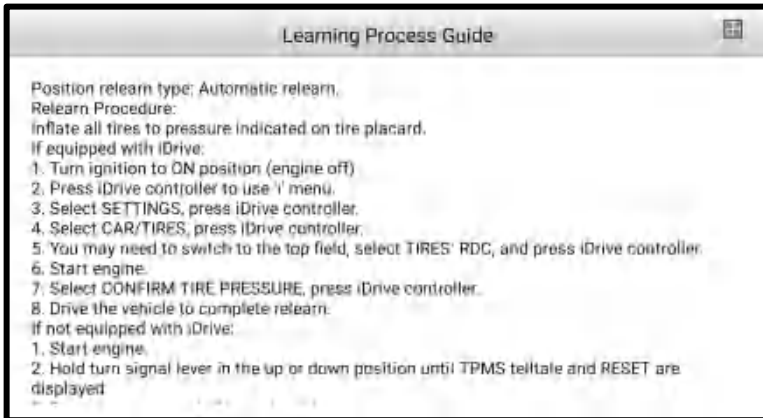 Learning Process Guide
Position relearn type: Automatic relearn.
Relearn Procedure:
Inflate all tires to pressure indicated on tire placard.
If equipped with iDrive:
1. Turn ignition to ON position (engine off)
2. Press iDrive controller to use 'i' menu.
3. Select SETTINGS, press iDrive controller.
4. Select CAR/TIRES, press iDrive controller.
5. You may need to switch to the top field, select TIRES' RDC, and press iDrive controller.
6. Start engine.
7. Select CONFIRM TIRE PRESSURE, press iDrive controller.
8. Drive the vehicle to complete relearn.
If not equipped with iDrive:
1. Start engine.
2. Hold turn signal lever in the up or down position until TPMS telltale and RESET are
displayed